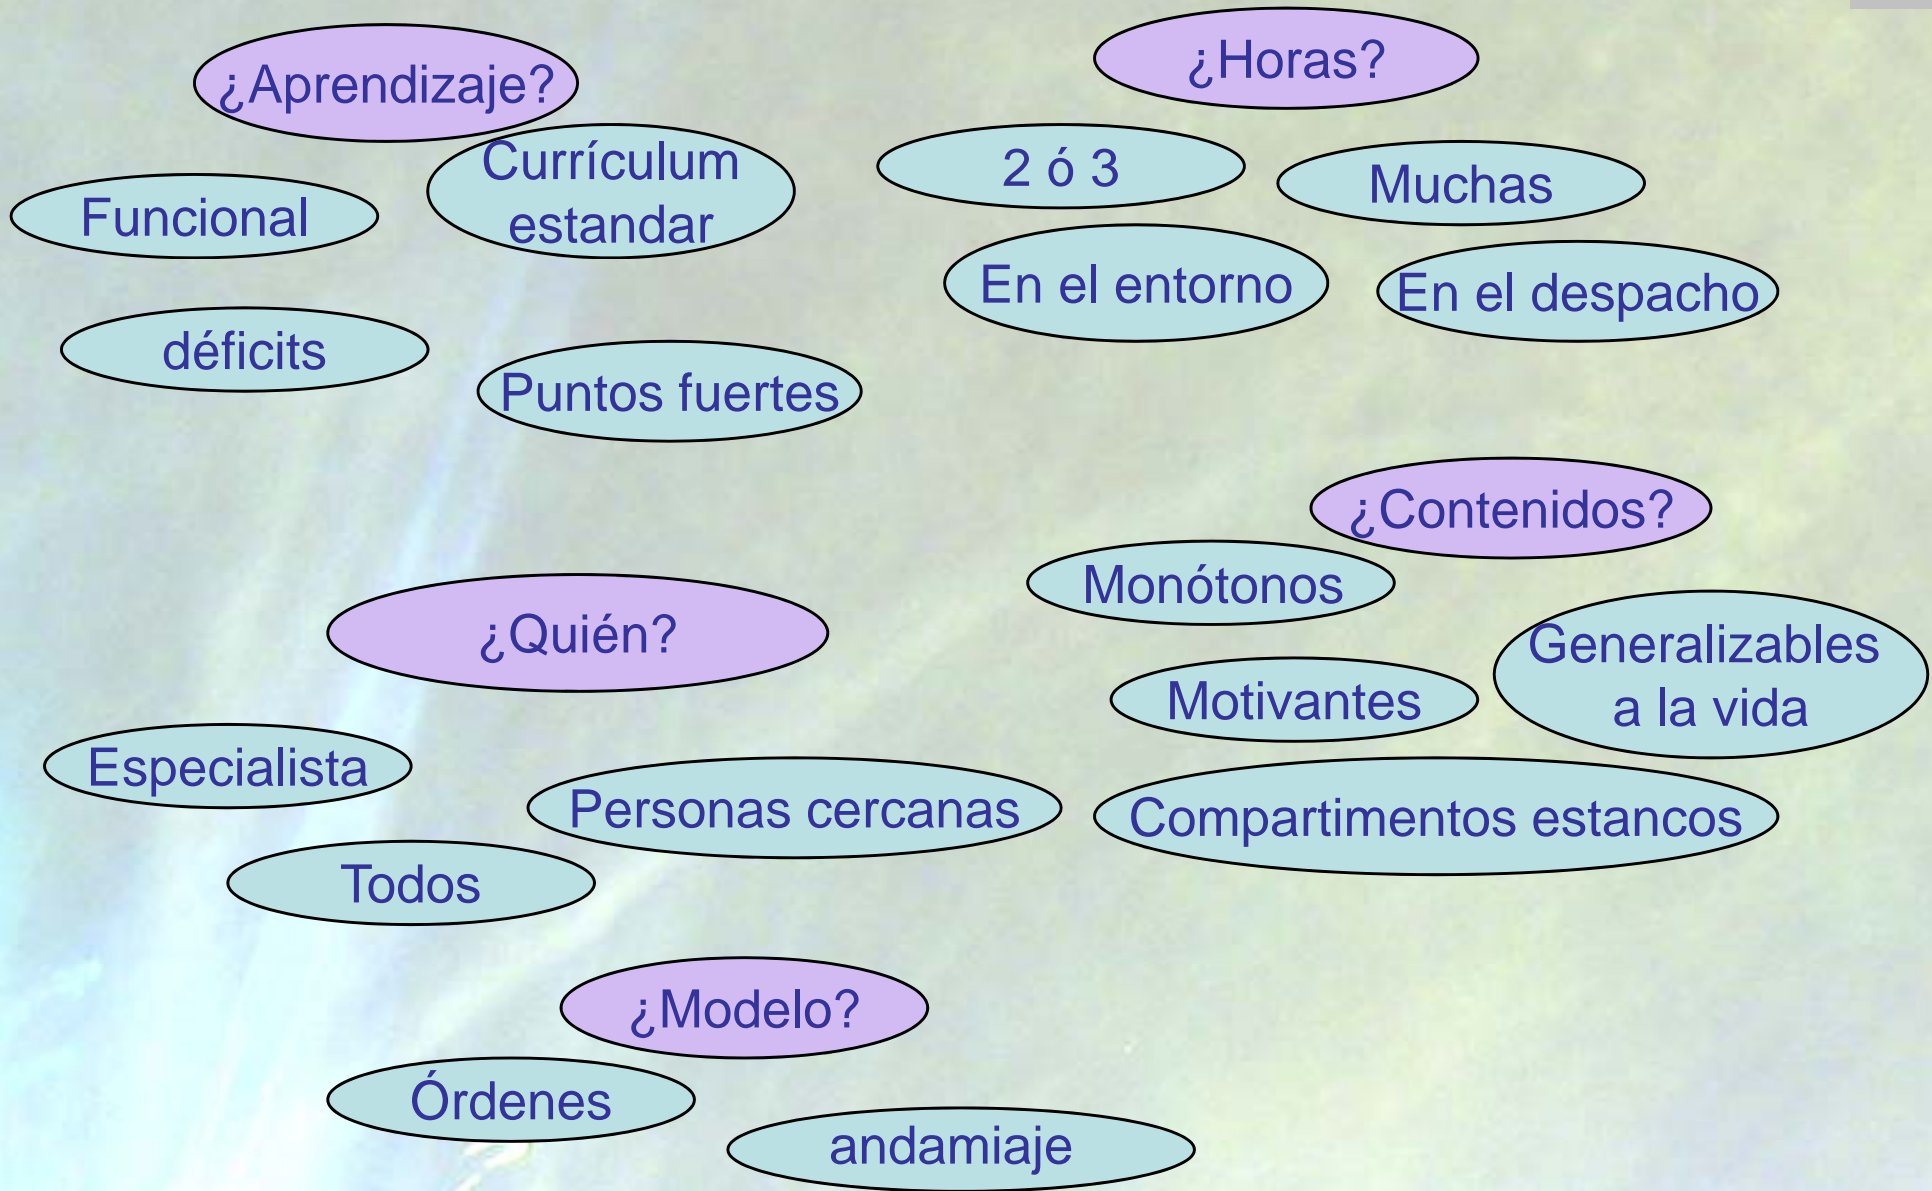 ¿Aprendizaje?
Currículum
estandar
Funcional
déficits
Puntos fuertes
¿Horas?
2 ó 3
Muchas
En el entorno
En el despacho
¿Contenidos?
Monótonos
Generalizables
a la vida
Motivantes
Compartimentos estancos
¿Quién?
Especialista
Personas cercanas
Todos
¿Modelo?
Órdenes
andamiaje